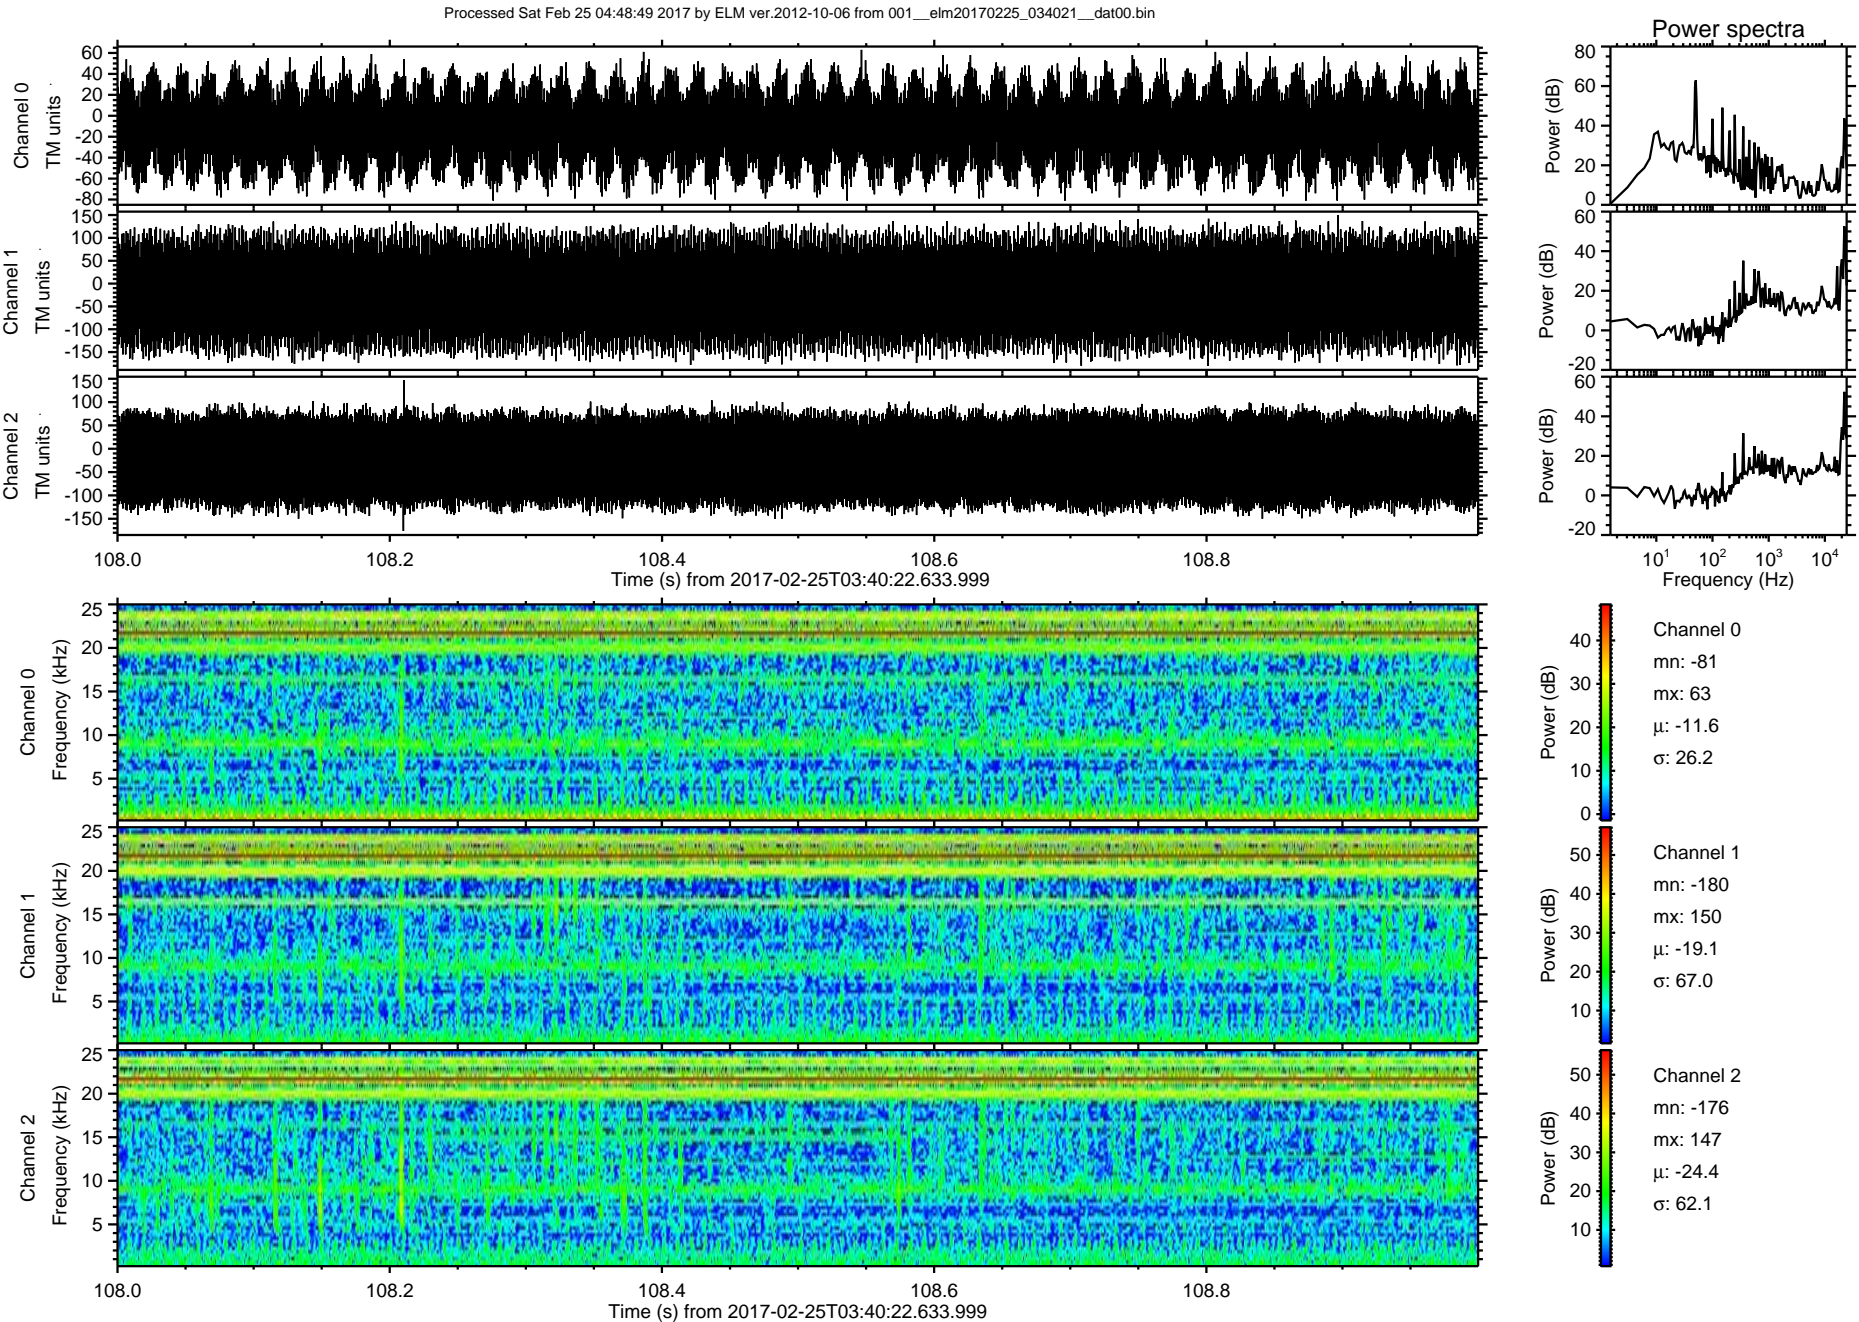 Processed Sat Feb 25 04:48:49 2017 by ELM ver.2012-10-06 from 001__elm20170225_034021__dat00.bin
Power spectra
Channel 0
TM units
60
40
20
0
-20
-40
-60
-80
Power (dB)
80
60
40
20
0
Channel 1
TM units
150
100
50
0
-50
-100
-150
Power (dB)
60
40
20
0
-20
Channel 2
TM units
150
100
50
0
-50
-100
-150
Power (dB)
60
40
20
0
-20
108.0 108.2 108.4 108.6 108.8
Time (s) from 2017-02-25T03:40:22.633.999
10¹ 10² 10³ 10⁴
Frequency (Hz)
Channel 0
Frequency (kHz)
25
20
15
10
5
Power (dB)
40
30
20
10
0
Channel 0
mn: -81
mx: 63
μ: -11.6
σ: 26.2
Channel 1
Frequency (kHz)
25
20
15
10
5
Power (dB)
50
40
30
20
10
Channel 1
mn: -180
mx: 150
μ: -19.1
σ: 67.0
Channel 2
Frequency (kHz)
25
20
15
10
5
Power (dB)
50
40
30
20
10
Channel 2
mn: -176
mx: 147
μ: -24.4
σ: 62.1
108.0 108.2 108.4 108.6 108.8
Time (s) from 2017-02-25T03:40:22.633.999